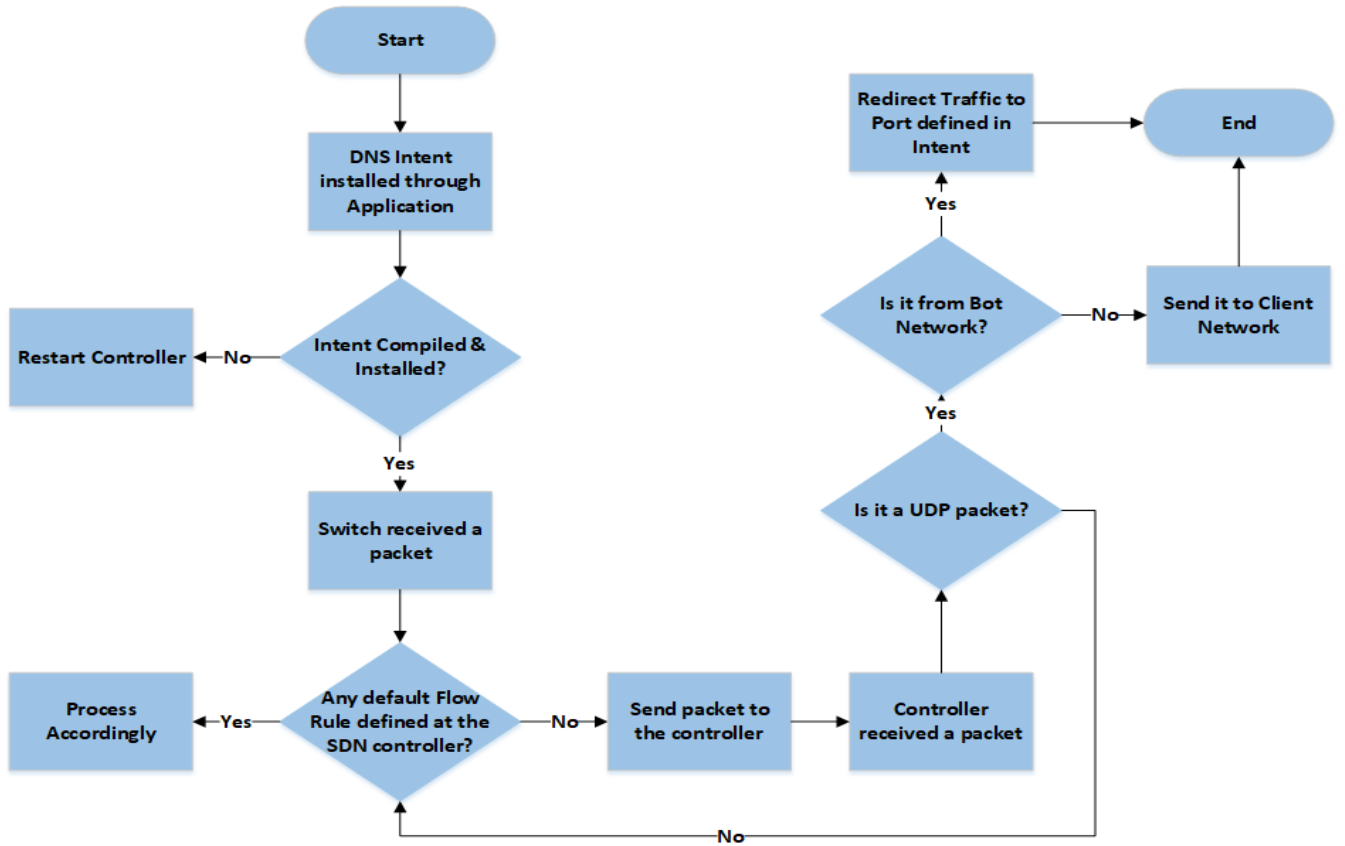 Start
DNS Intent
installed through
Application
Intent Compiled &
Installed?
No
Restart Controller
Yes
Switch received a
packet
Any default Flow
Rule defined at the
SDN controller?
Yes
Process
Accordingly
No
Send packet to
the controller
Controller
received a packet
Is it a UDP packet?
No
Yes
Is it from Bot
Network?
Yes
Redirect Traffic to
Port defined in
Intent
No
Send it to Client
Network
End